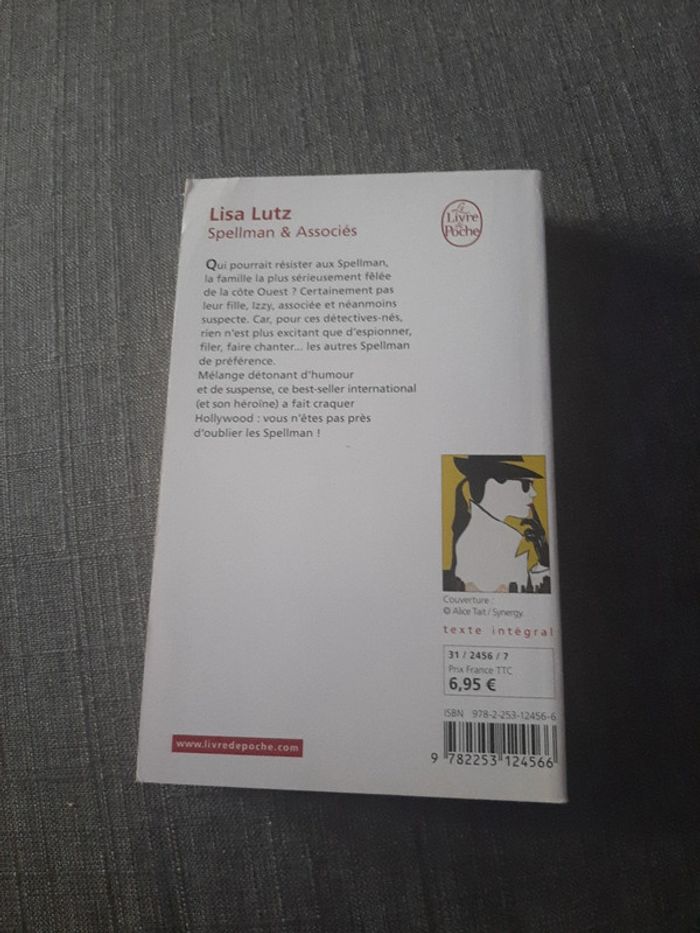 Lisa Lutz
Spellman & Associés
Le
Livre
de
Poche
Qui pourrait résister aux Spellman,
la famille la plus sérieusement fêlée
de la côte Ouest ? Certainement pas
leur fille, Izzy, associée et néanmoins
suspecte. Car, pour ces détectives-nés,
rien n'est plus excitant que d'espionner,
filer, faire chanter... les autres Spellman
de préférence.
Mélange détonant d'humour
et de suspense, ce best-seller international
(et son héroïne) a fait craquer
Hollywood : vous n'êtes pas près
d'oublier les Spellman !
Couverture :
© Alice Tait / Synergy.
texte intégral
31 / 2456 / 7
Prix France TTC
6,95 €
ISBN 978-2-253-12456-6
9 782253 124566
www.livredepoche.com